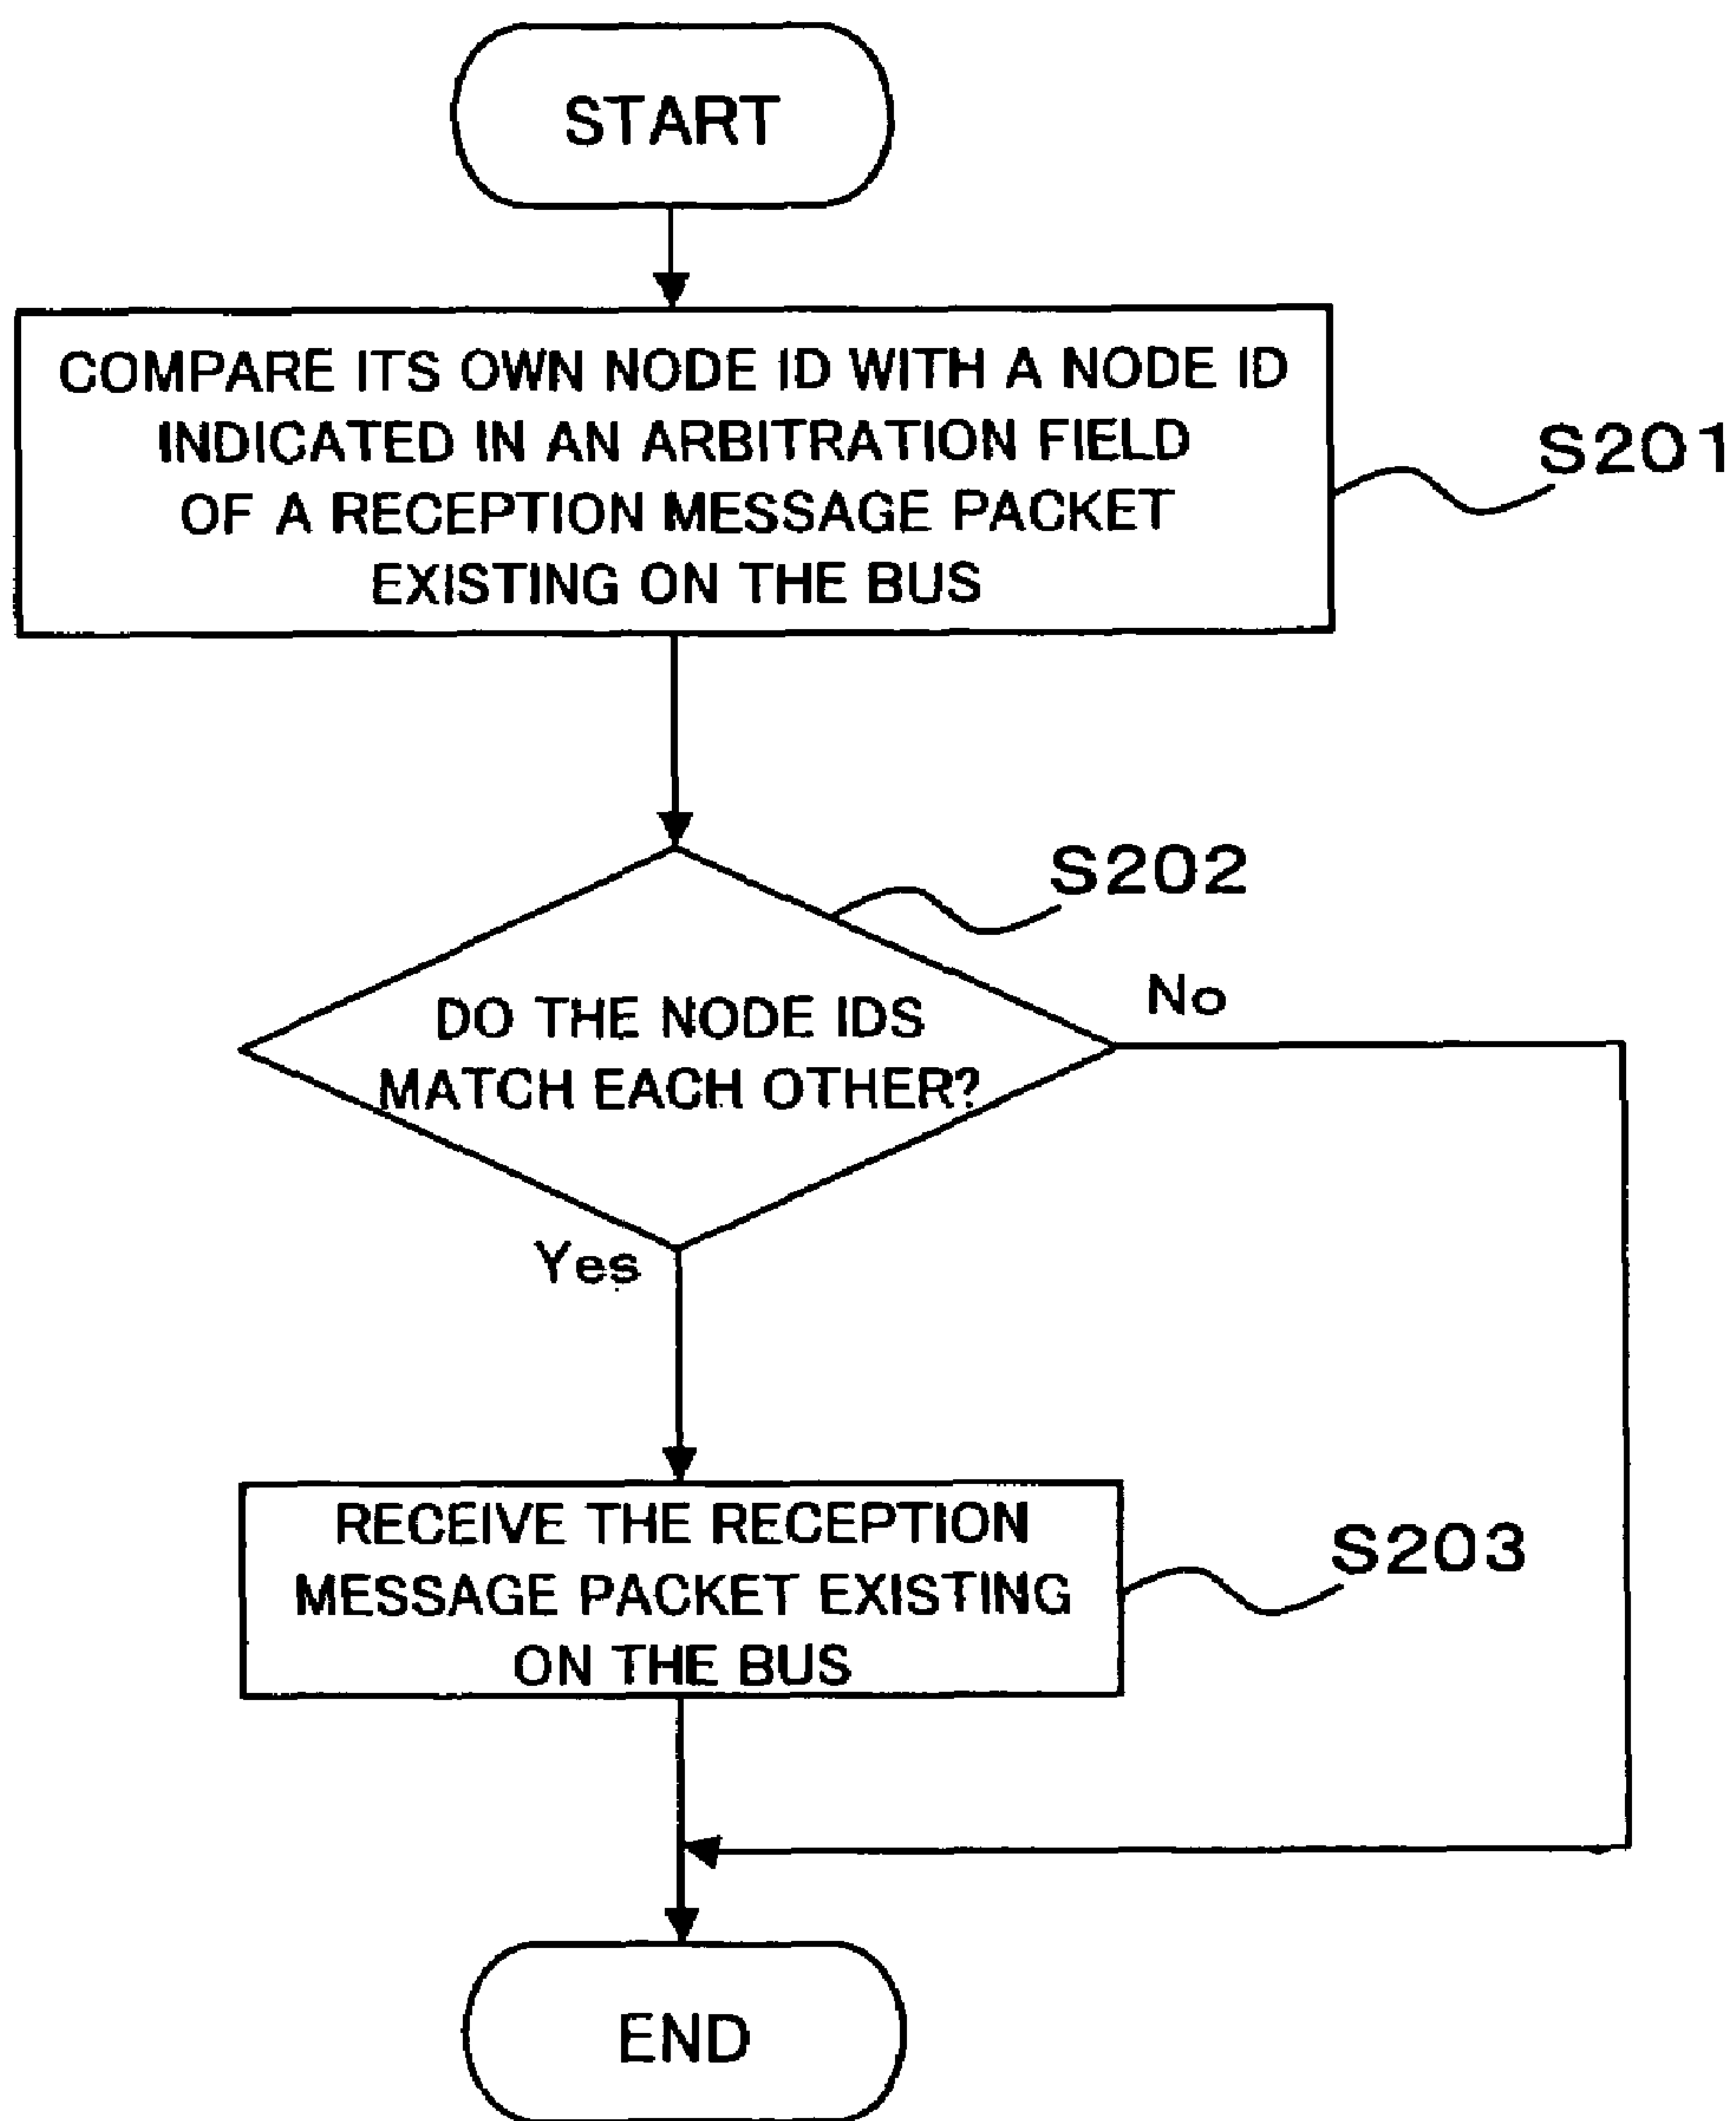 START
COMPARE ITS OWN NODE ID WITH A NODE ID
INDICATED IN AN ARBITRATION FIELD
OF A RECEPTION MESSAGE PACKET
EXISTING ON THE BUS
S201
S202
DO THE NODE IDS
MATCH EACH OTHER?
No
Yes
RECEIVE THE RECEPTION
MESSAGE PACKET EXISTING
ON THE BUS
S203
END